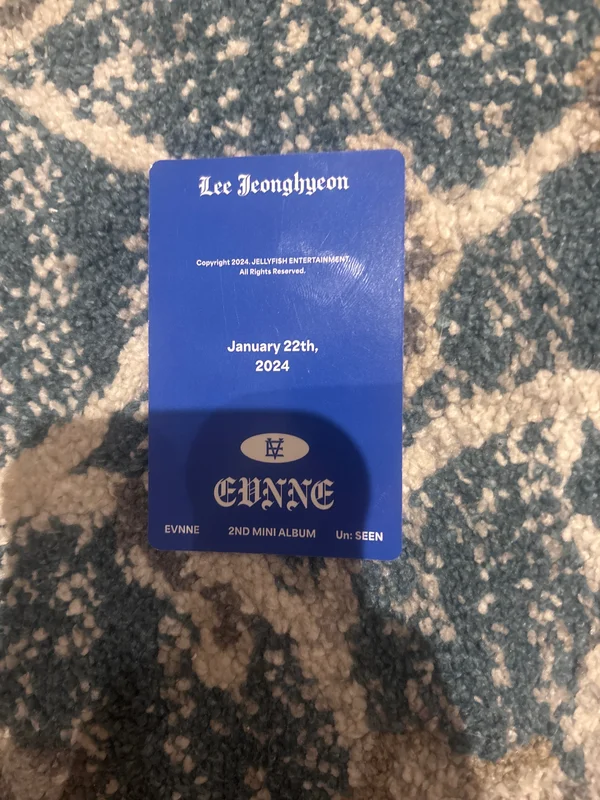 Lee Jeonghyeon
Copyright 2024. JELLYFISH ENTERTAINMENT
All Rights Reserved.
January 22th,
2024
EVNNE
EVNNE 2ND MINI ALBUM Un: SEEN